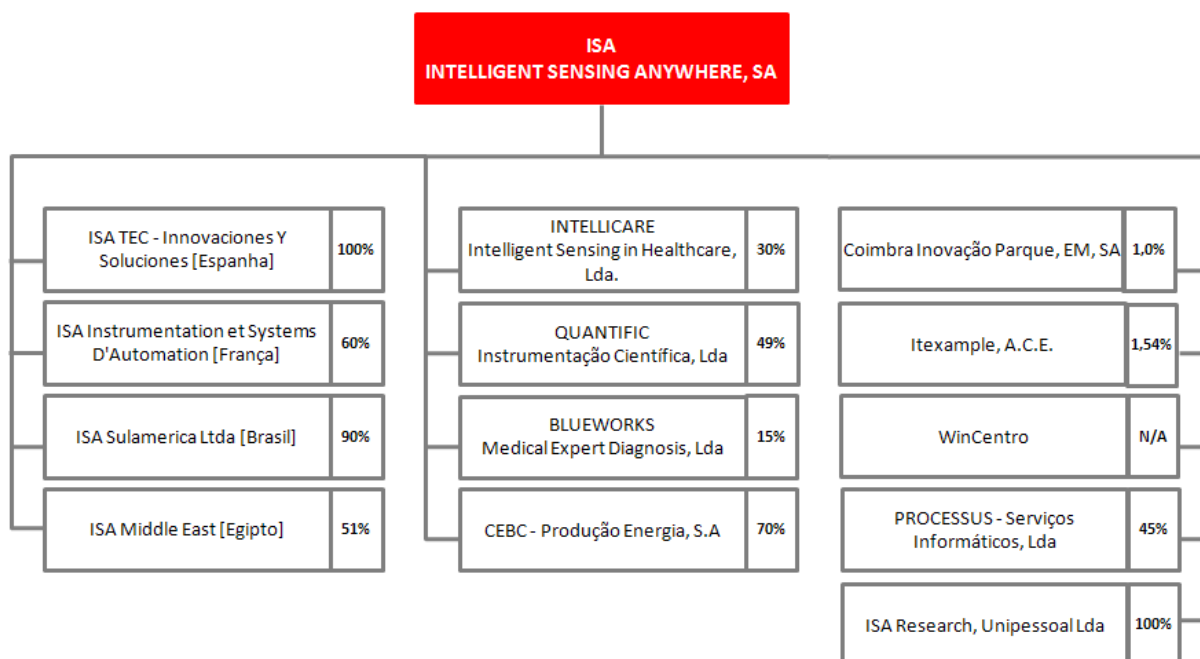 ISA
INTELLIGENT SENSING ANYWHERE, SA
ISA TEC - Innovaciones Y
Soluciones [Espanha]
100%
ISA Instrumentation et Systems
D'Automation [França]
60%
ISA Sulamerica Ltda [Brasil]
90%
ISA Middle East [Egipto]
51%
INTELLICARE
Intelligent Sensing in Healthcare,
Lda.
30%
QUANTIFIC
Instrumentação Científica, Lda
49%
BLUEWORKS
Medical Expert Diagnosis, Lda
15%
CEBC - Produção Energia, S.A
70%
Coimbra Inovação Parque, EM, SA
1,0%
Itexample, A.C.E.
1,54%
WinCentro
N/A
PROCESSUS - Serviços
Informáticos, Lda
45%
ISA Research, Unipessoal Lda
100%